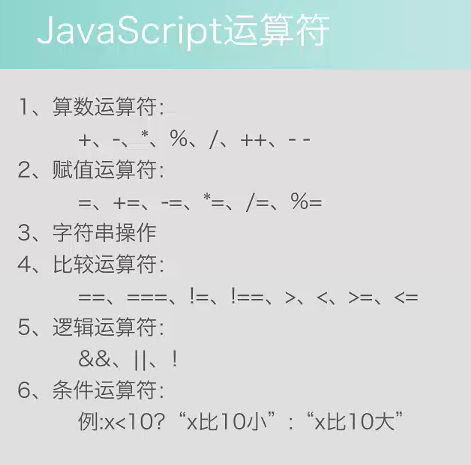 JavaScript运算符
1、算数运算符：
+、-、*、%、/、++、- -
2、赋值运算符：
=、+=、-=、*=、/=、%=
3、字符串操作
4、比较运算符：
==、===、!=、!==、>、<、>=、<=
5、逻辑运算符：
&&、||、!
6、条件运算符：
例:x<10?“x比10小”:“x比10大”